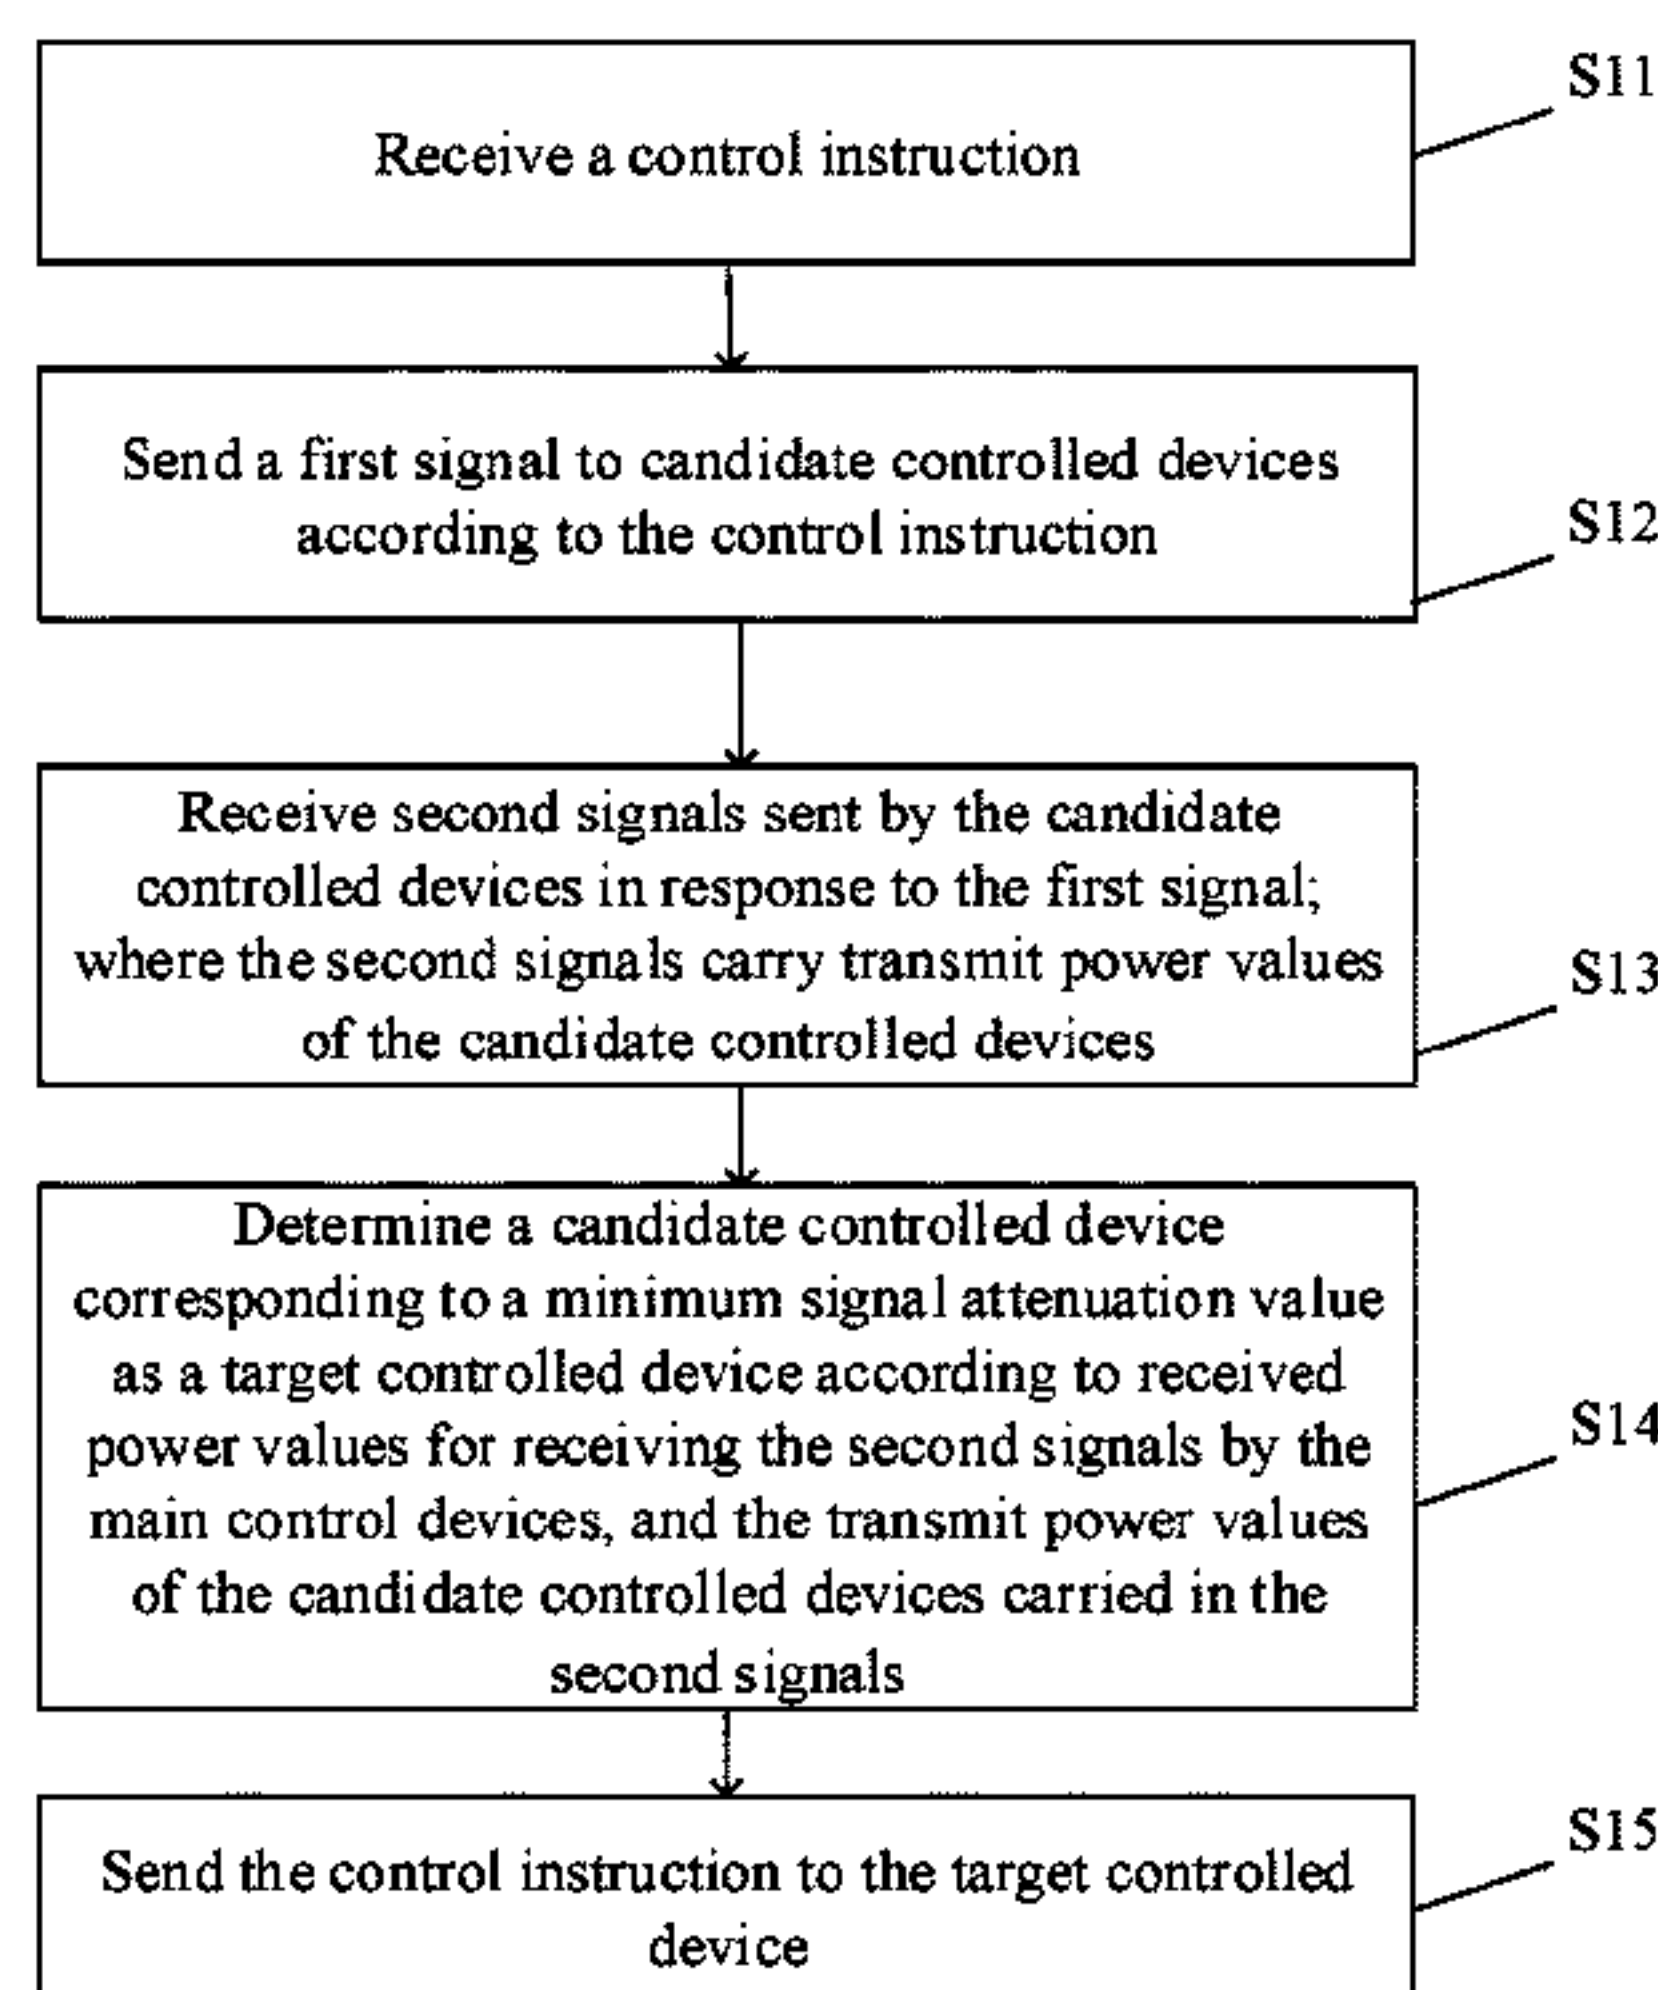 S11
Receive a control instruction
Send a first signal to candidate controlled devices
according to the control instruction
S12
Receive second signals sent by the candidate
controlled devices in response to the first signal;
where the second signals carry transmit power values
of the candidate controlled devices
S13
Determine a candidate controlled device
corresponding to a minimum signal attenuation value
as a target controlled device according to received
power values for receiving the second signals by the
main control devices, and the transmit power values
of the candidate controlled devices carried in the
second signals
S14
Send the control instruction to the target controlled
device
S15